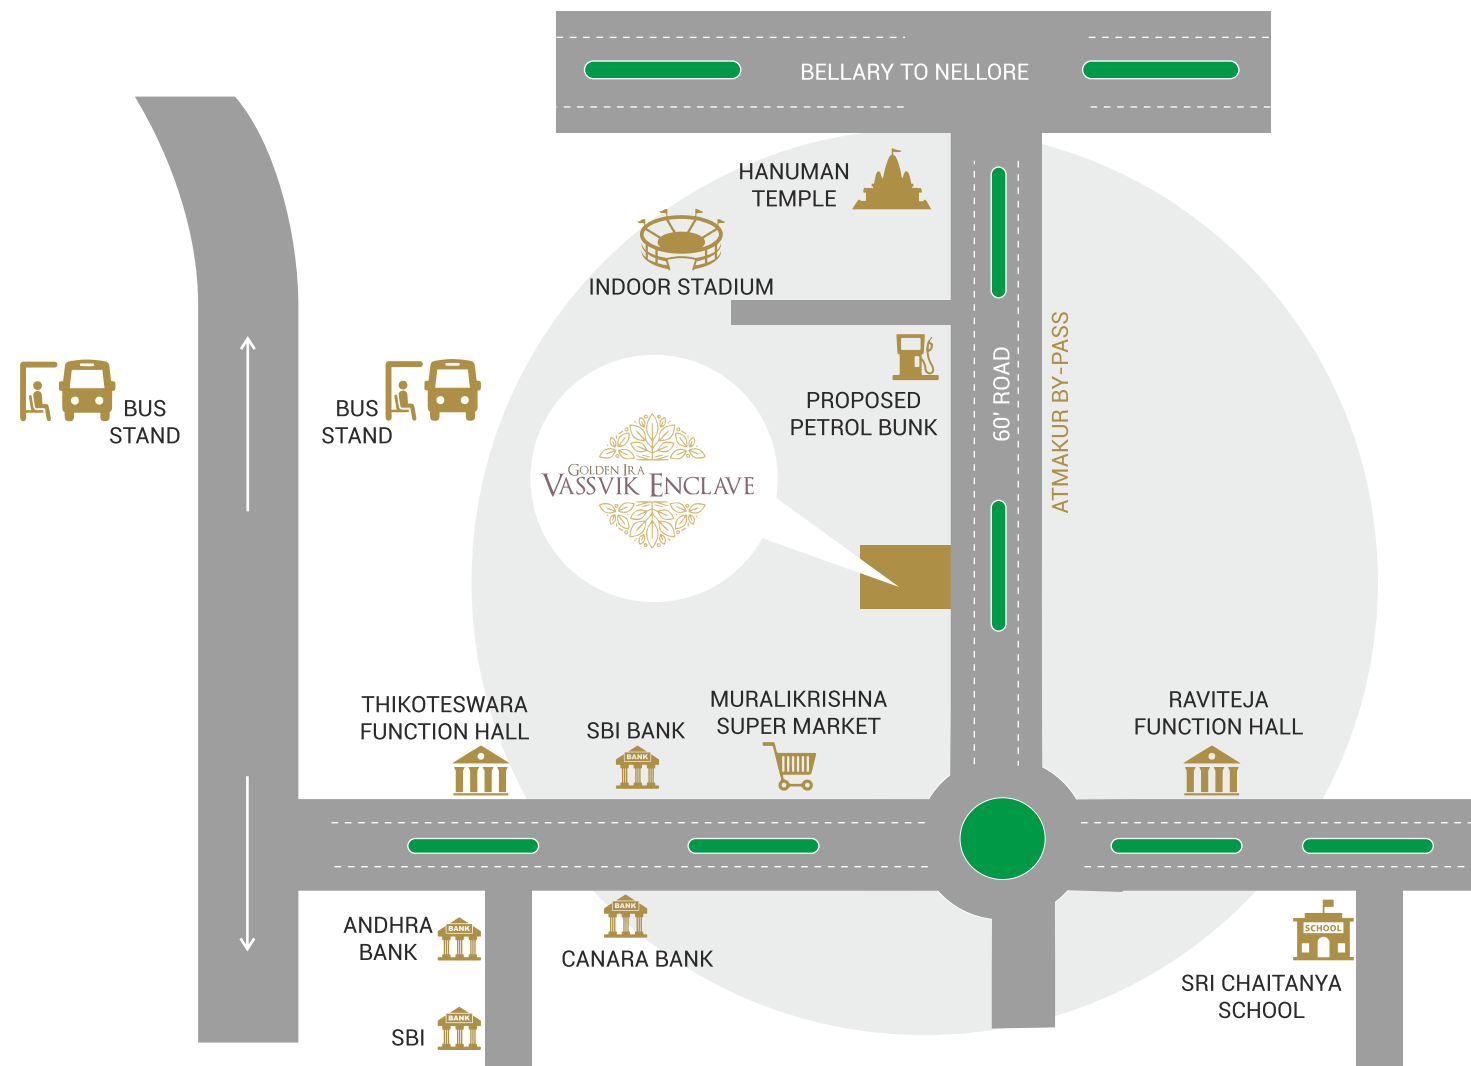 BELLARY TO NELLORE
HANUMAN
TEMPLE
INDOOR STADIUM
60' ROAD
ATMAKUR BY-PASS
PROPOSED
PETROL BUNK
BUS
STAND
BUS
STAND
GOLDEN IRA
VASSVIK ENCLAVE
THIKOTESWARA
FUNCTION HALL
SBI BANK
BANK
MURALIKRISHNA
SUPER MARKET
RAVITEJA
FUNCTION HALL
ANDHRA
BANK
BANK
BANK
CANARA BANK
SCHOOL
SRI CHAITANYA
SCHOOL
SBI
BANK